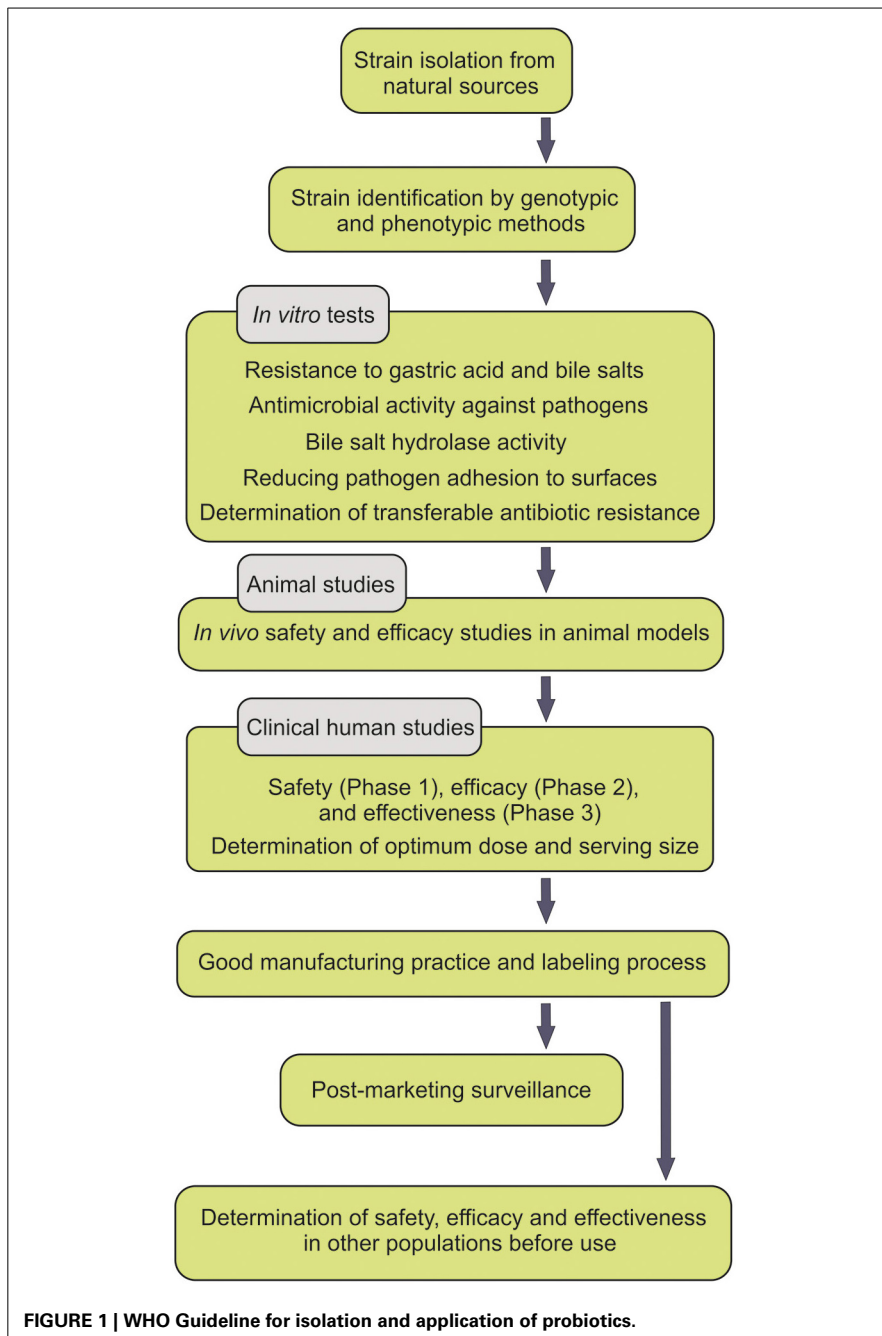 Strain isolation from
natural sources
Strain identification by genotypic
and phenotypic methods
In vitro tests
Resistance to gastric acid and bile salts
Antimicrobial activity against pathogens
Bile salt hydrolase activity
Reducing pathogen adhesion to surfaces
Determination of transferable antibiotic resistance
Animal studies
In vivo safety and efficacy studies in animal models
Clinical human studies
Safety (Phase 1), efficacy (Phase 2),
and effectiveness (Phase 3)
Determination of optimum dose and serving size
Good manufacturing practice and labeling process
Post-marketing surveillance
Determination of safety, efficacy and effectiveness
in other populations before use
FIGURE 1 | WHO Guideline for isolation and application of probiotics.